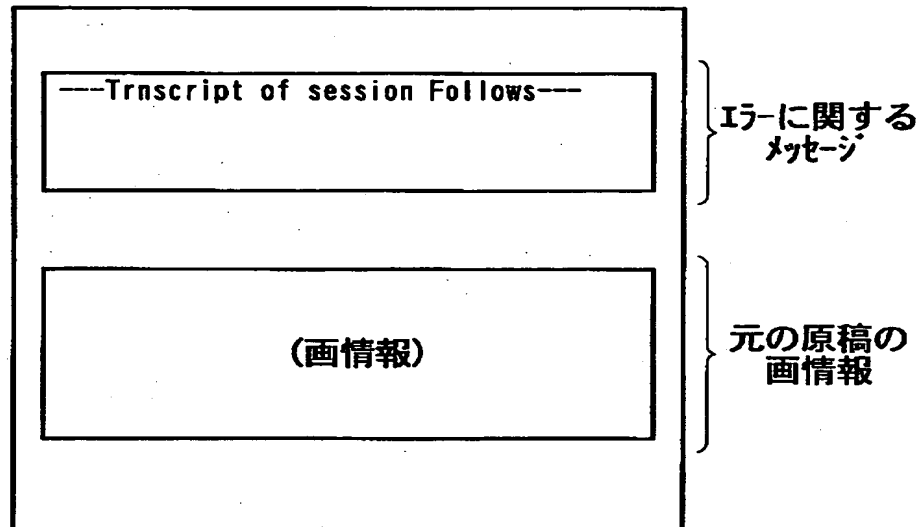 ---Trnscript of session Follows---
ｴﾗｰに関する
ﾒｯｾｰｼﾞ
(画情報)
元の原稿の
画情報